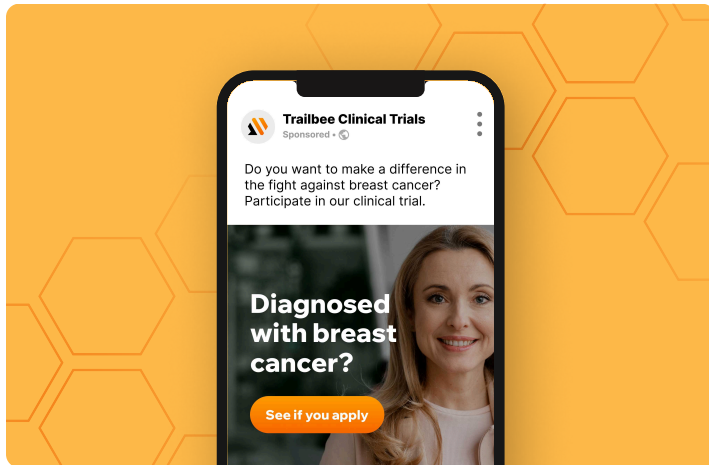 Trailbee Clinical Trials
Sponsored •
Do you want to make a difference in
the fight against breast cancer?
Participate in our clinical trial.
Diagnosed
with breast
cancer?
See if you apply